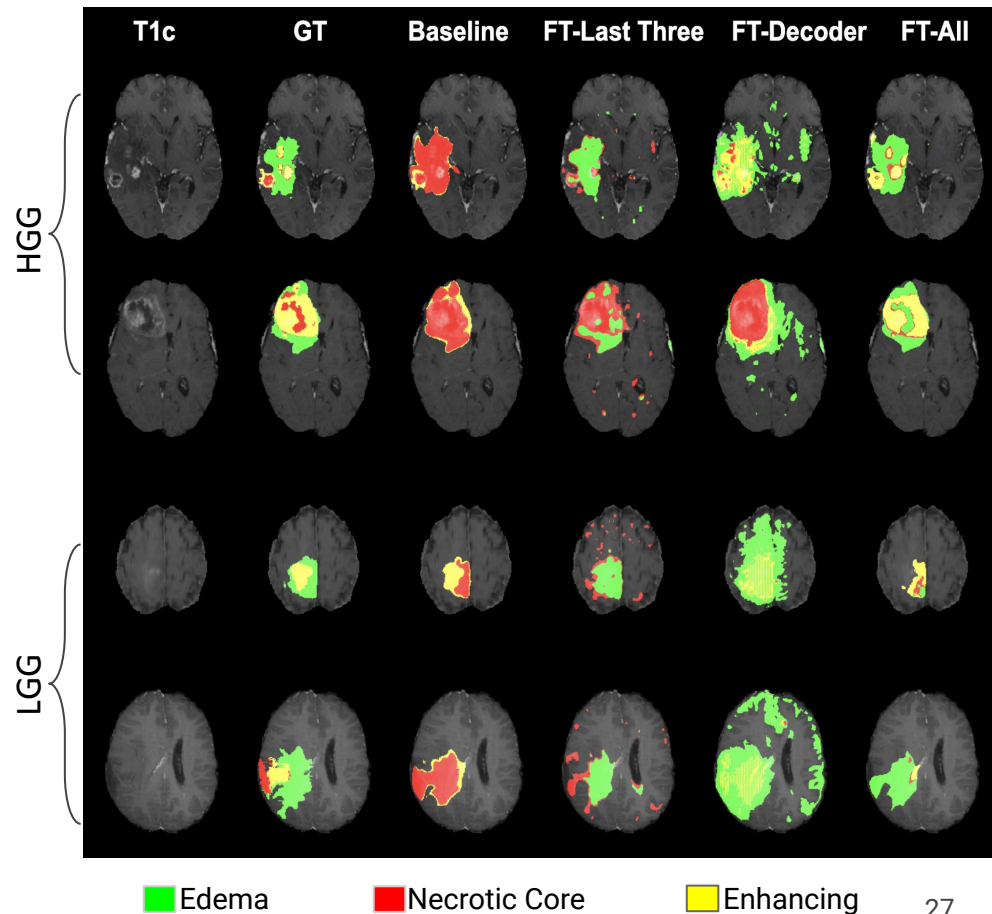 T1c GT Baseline FT-Last Three FT-Decoder FT-All
HGG
LGG
Edema Necrotic Core Enhancing
27